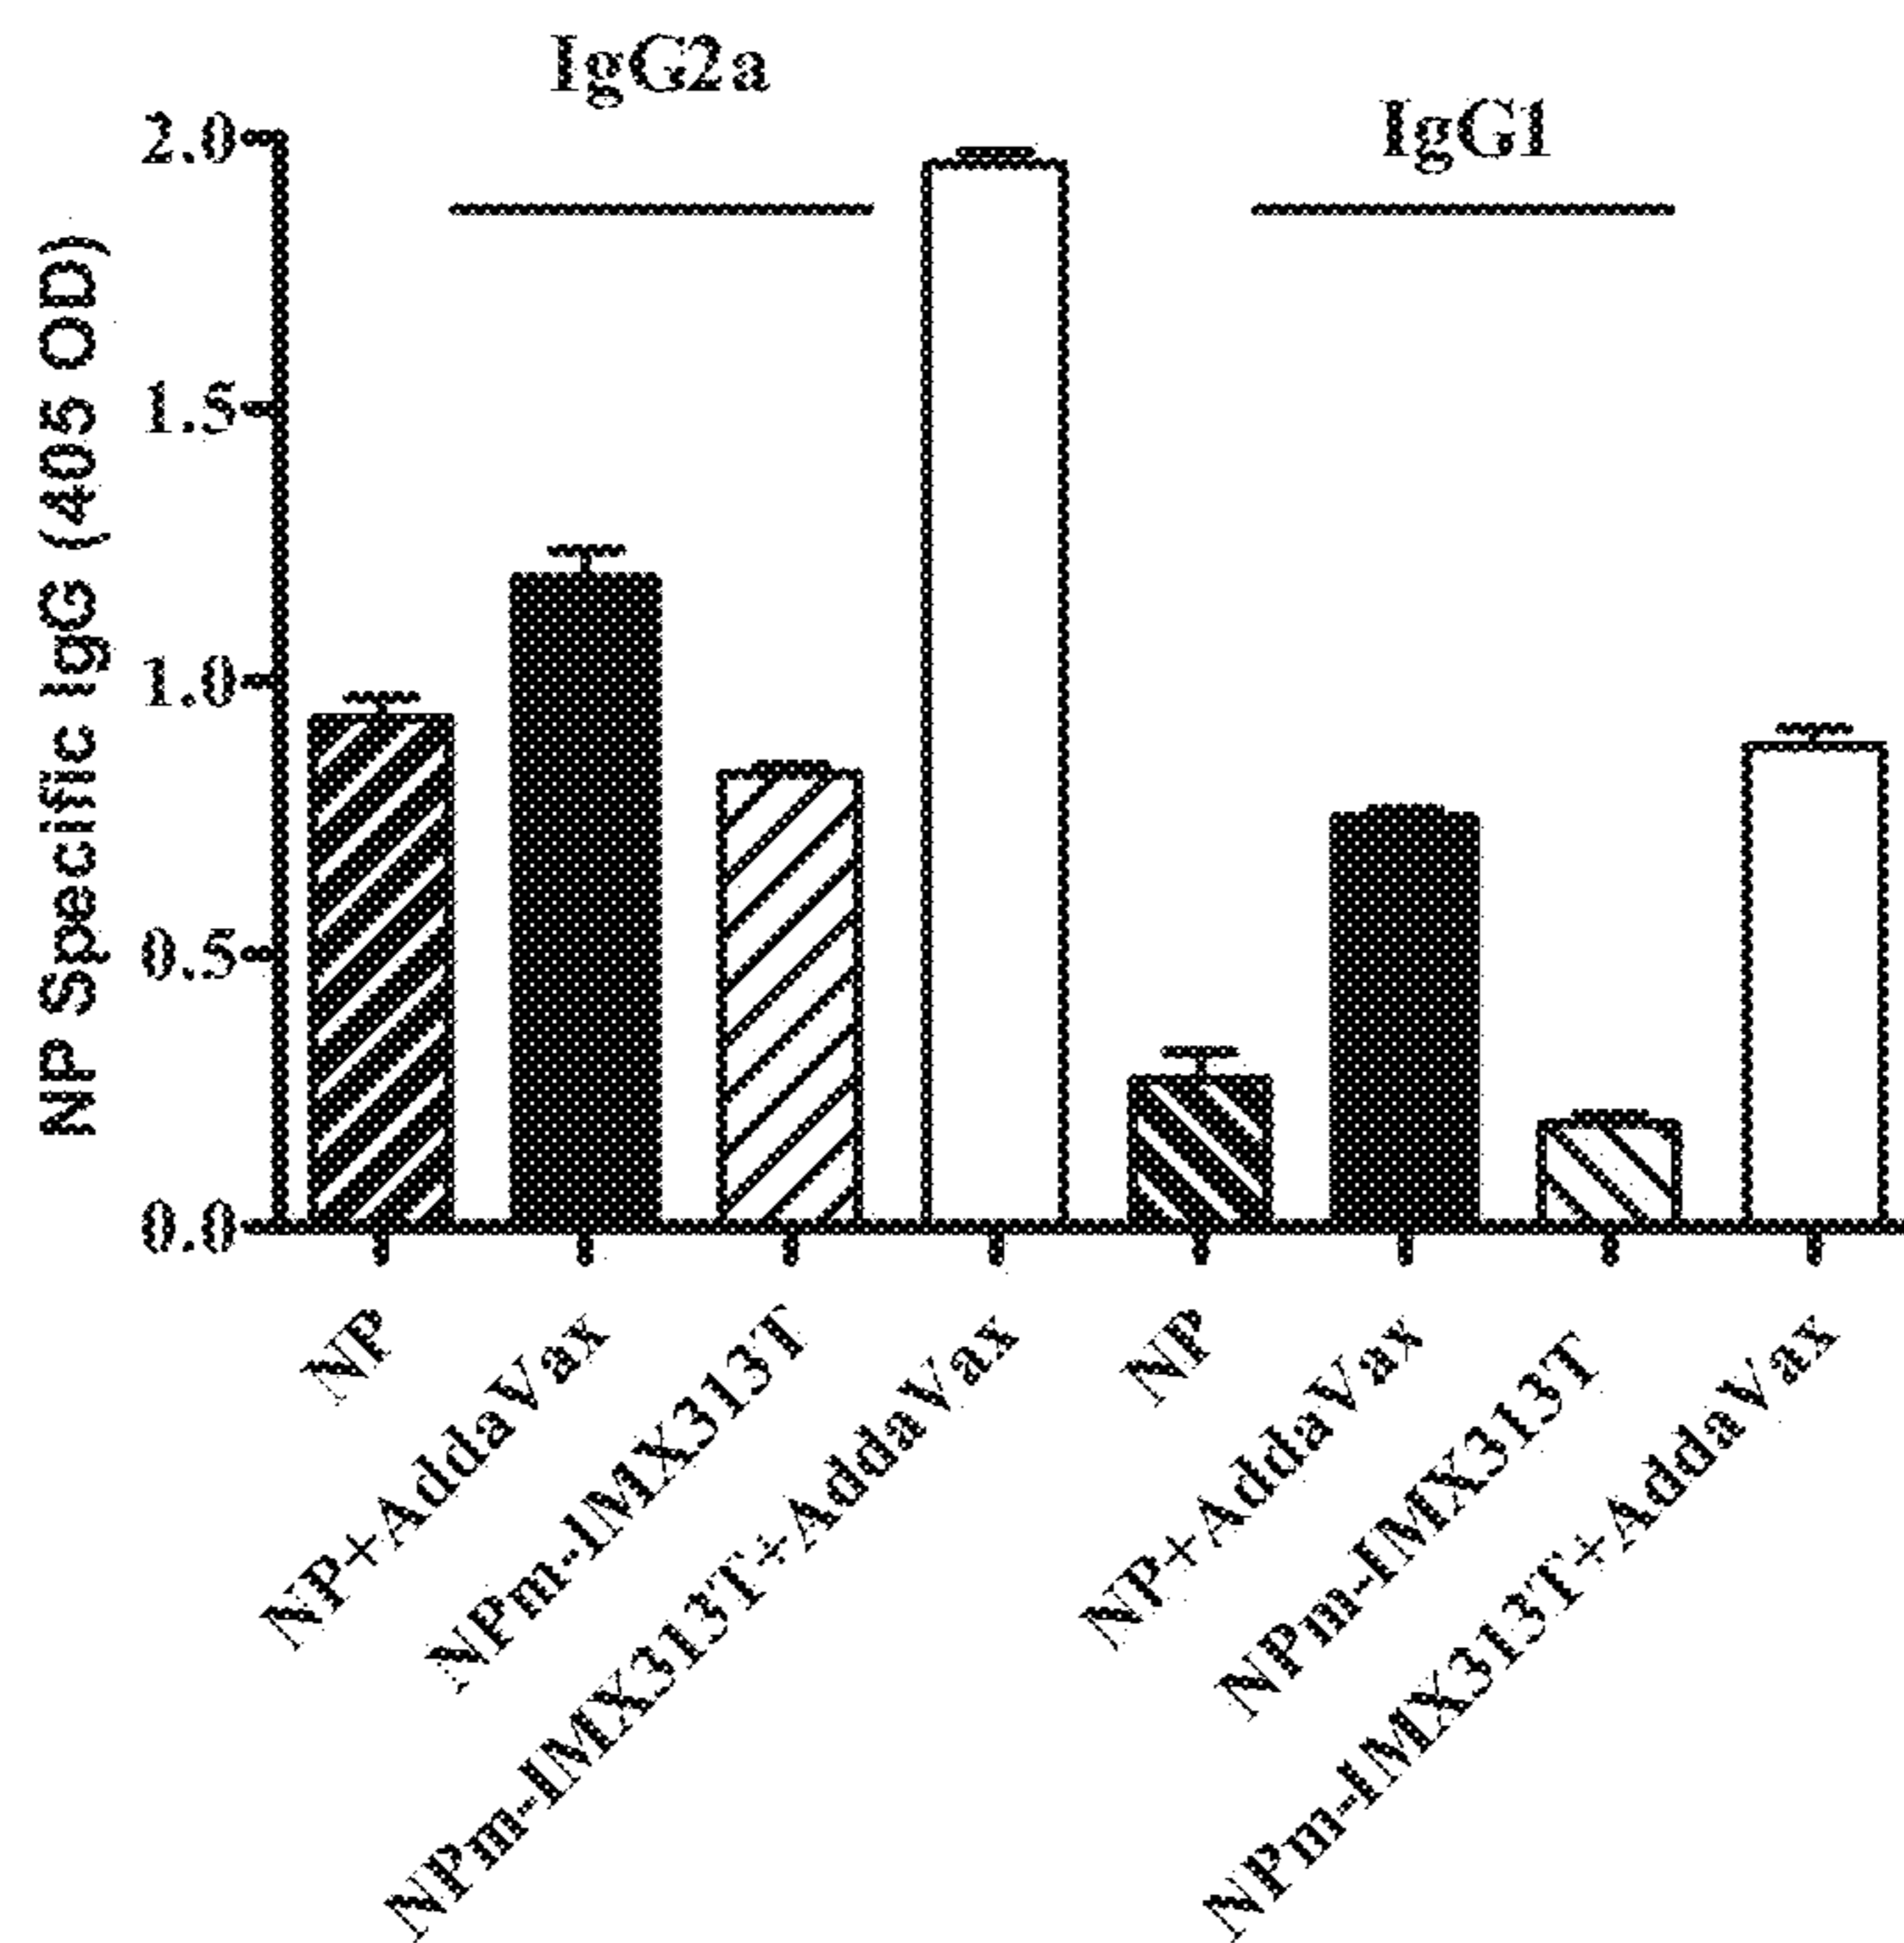 IgG2a
IgG1
NP Specific IgG (405 OD)
2.0
1.5
1.0
0.5
0.0
NP
NP+AddaVax
NPm-IMX313T
NPm-IMX313T+AddaVax
NP
NP+AddaVax
NPm-IMX313T
NPm-IMX313T+AddaVax